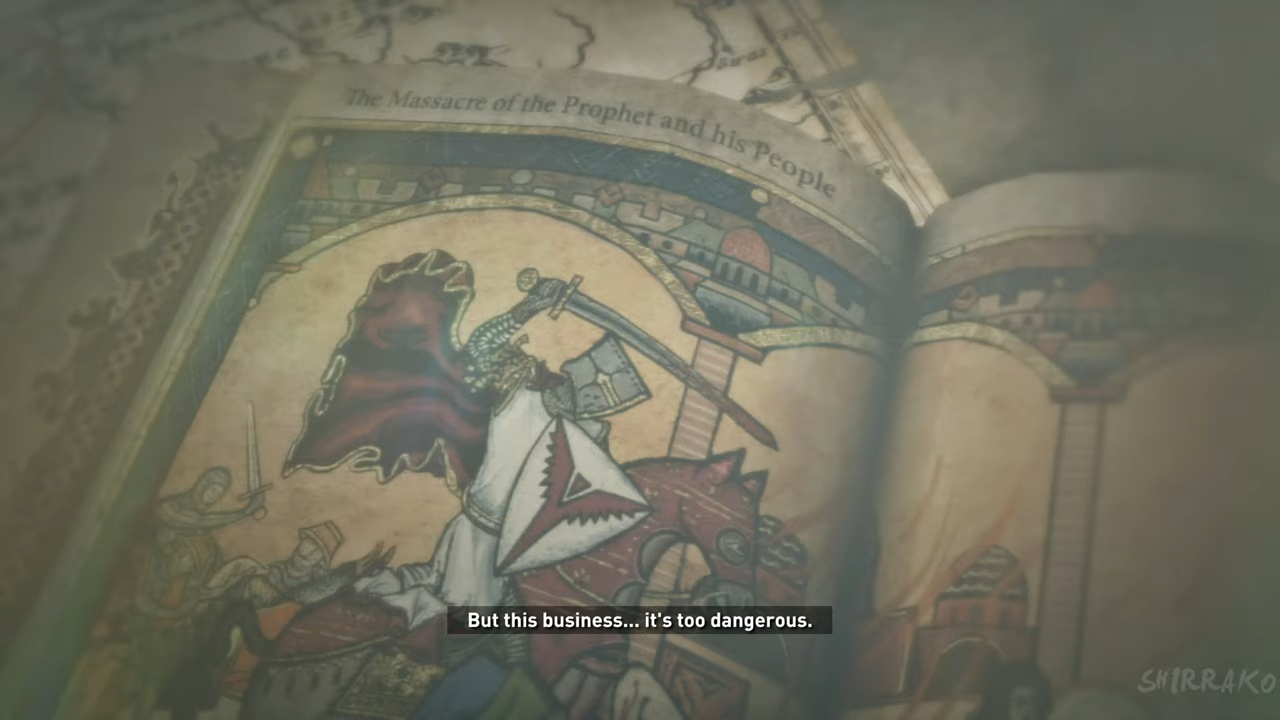 The Massacre of the Prophet and his People
But this business... it's too dangerous.
SHIRRAKO